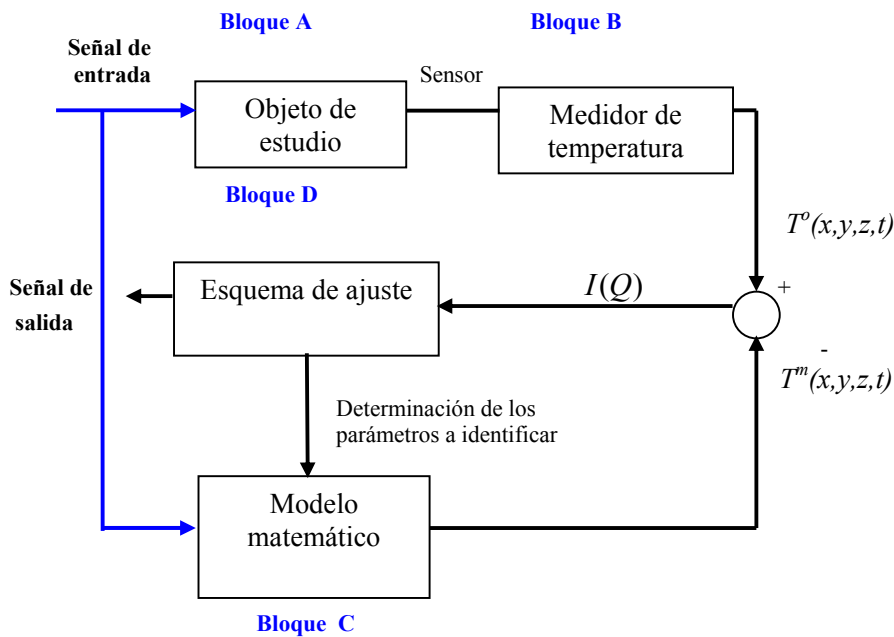 Bloque A
Bloque B
Señal de
entrada
Sensor
Objeto de
estudio
Medidor de
temperatura
Bloque D
T^o(x,y,z,t)
Señal de
salida
Esquema de ajuste
I(Q)
+
-
T^m(x,y,z,t)
Determinación de los
parámetros a identificar
Modelo
matemático
Bloque C